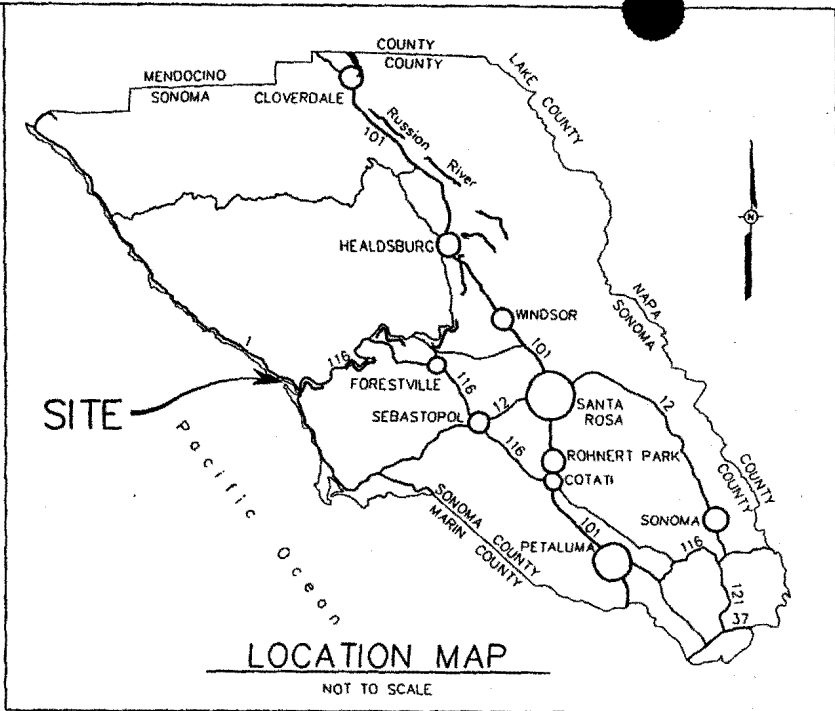 COUNTY
COUNTY
LAKE COUNTY
MENDOCINO
SONOMA
CLOVERDALE
101
Russion River
N
HEALDSBURG
NAPA
SONOMA
WINDSOR
1
116
101
FORESTVILLE
116
12
SITE
SEBASTOPOL
12
SANTA
ROSA
116
ROHNERT PARK
COTATI
COUNTY
COUNTY
Pacific Ocean
SONOMA COUNTY
MARIN COUNTY
101
SONOMA
PETALUMA
116
121
37
LOCATION MAP
NOT TO SCALE